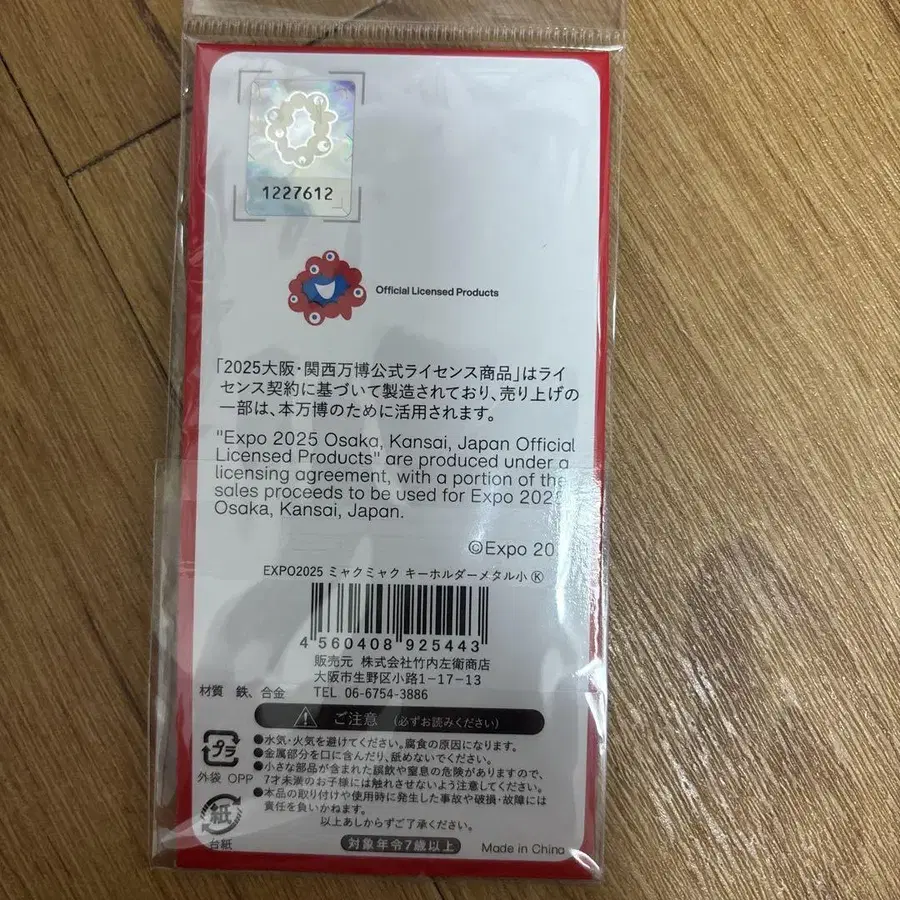 1227612
Official Licensed Products
「2025大阪・関西万博公式ライセンス商品」はライ
センス契約に基づいて製造されており、売り上げの
一部は、本万博のために活用されます。
"Expo 2025 Osaka, Kansai, Japan Official
Licensed Products" are produced under a
licensing agreement, with a portion of the
sales proceeds to be used for Expo 202
Osaka, Kansai, Japan.
©Expo 20
EXPO2025 ミャクミャク キーホルダーメタル小 Ⓚ
4 560408 925443
販売元 株式会社竹内左衛商店
大阪市生野区小路1-17-13
材質 鉄、合金 TEL 06-6754-3886
ご注意 (必ずお読みください)
●水気・火気を避けてください。腐食の原因になります。
●金属部分を口に含んだり、舐めないでください。
●小さな部品が含まれた誤飲や窒息の危険がありますので、
7才未満のお子様には触れさせないよう注意してください。
●本品の取り付けや使用時に発生した事故や破損・故障には
責任を負いかねます。
以上あしからずご了承ください。
プラ
外袋 OPP
紙
台紙
対象年令7歳以上
Made in China